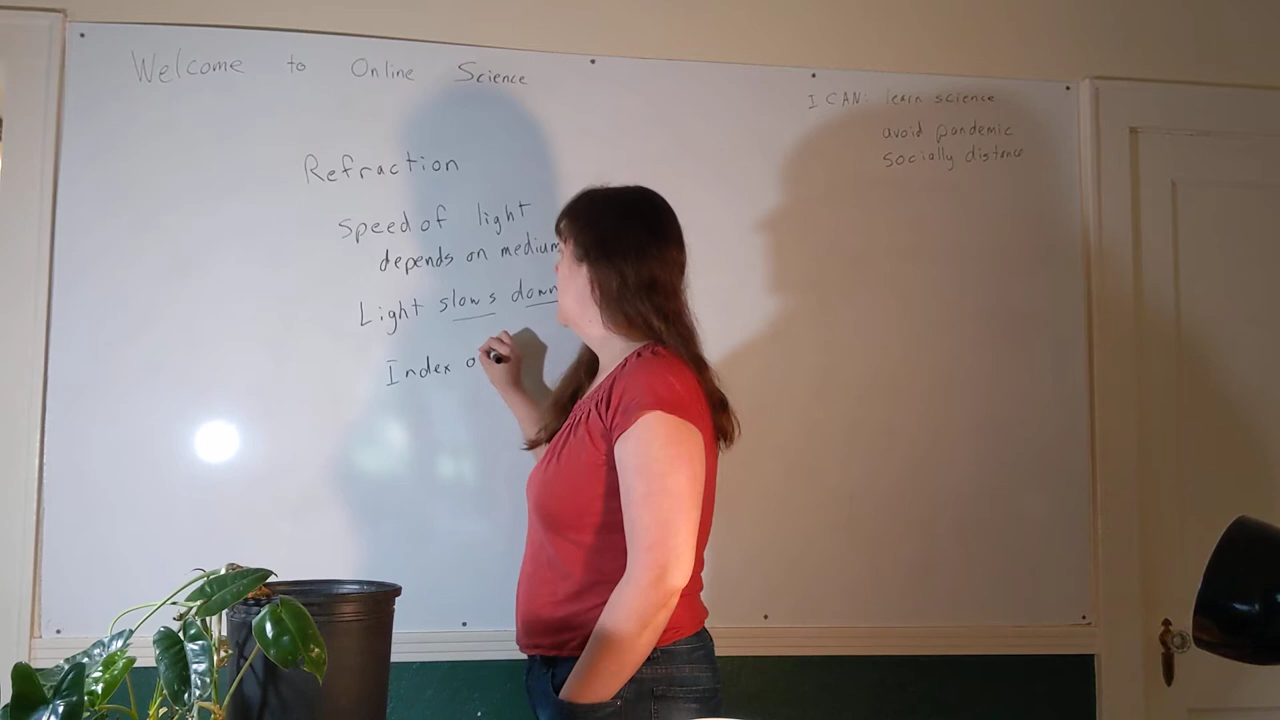 Welcome to Online Science
I CAN: learn science
avoid pandemic
socially distance
Refraction
Speed of light
depends on medium
Light slows down
Index o